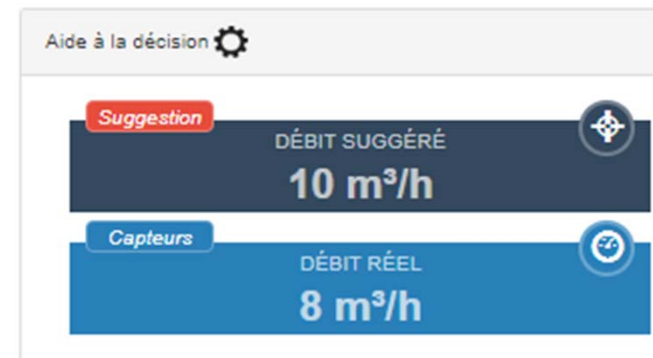 Aide à la décision
Suggestion
DÉBIT SUGGÉRÉ
10 m³/h
Capteurs
DÉBIT RÉEL
8 m³/h